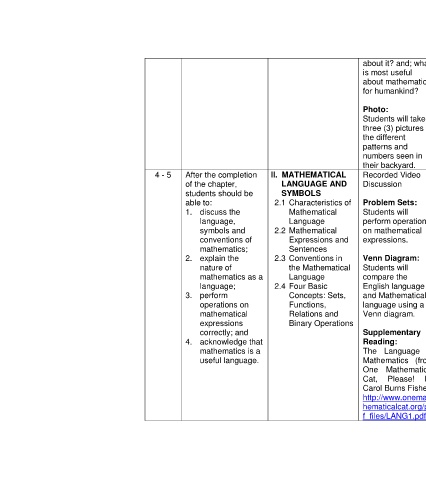 about it? and;
is most useful
about
for humankind?
Photo:
Students will take
three (3) pictures
the different
patterns and
numbers seen in
their backyard.
4 - 5
After the completion
of the chapter,
students should be
able to:
1. discuss the
language,
symbols and
conventions of
mathematics;
2. explain the
nature of
mathematics as a
language;
3. perform
operations on
mathematical
expressions
correctly; and
4. acknowledge that
mathematics is a
useful language.
II. MATHEMATICAL
LANGUAGE AND
SYMBOLS
2.1 Characteristics of
Mathematical
Language
2.2 Mathematical
Expressions and
Sentences
2.3 Conventions in
the Mathematical
Language
2.4 Four Basic
Concepts: Sets,
Functions,
Relations and
Binary Operations
Recorded Video
Discussion
Problem Sets:
Students will
perform operation
on mathematical
expressions.
Venn Diagram:
Students will
compare the
English language
and Mathematical
language using a
Venn diagram.
Supplementary
Reading:
The Language
Mathematics (fro
One Mathematic
Cat, Please!
Carol Burns Fishe
http://www.onema
hematicalcat.org/p
f_files/LANG1.pdf